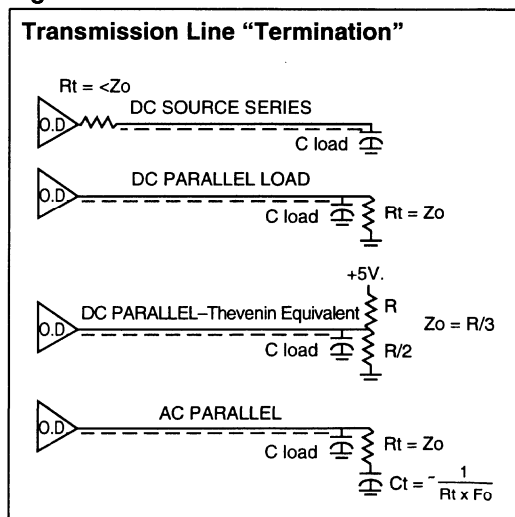 Transmission Line “Termination”
Rt = <Zo
O.D
DC SOURCE SERIES
C load
O.D
DC PARALLEL LOAD
C load
Rt = Zo
+5V.
O.D
DC PARALLEL–Thevenin Equivalent
R
Zo = R/3
C load
R/2
O.D
AC PARALLEL
C load
Rt = Zo
Ct = ~ 1
Rt x Fo